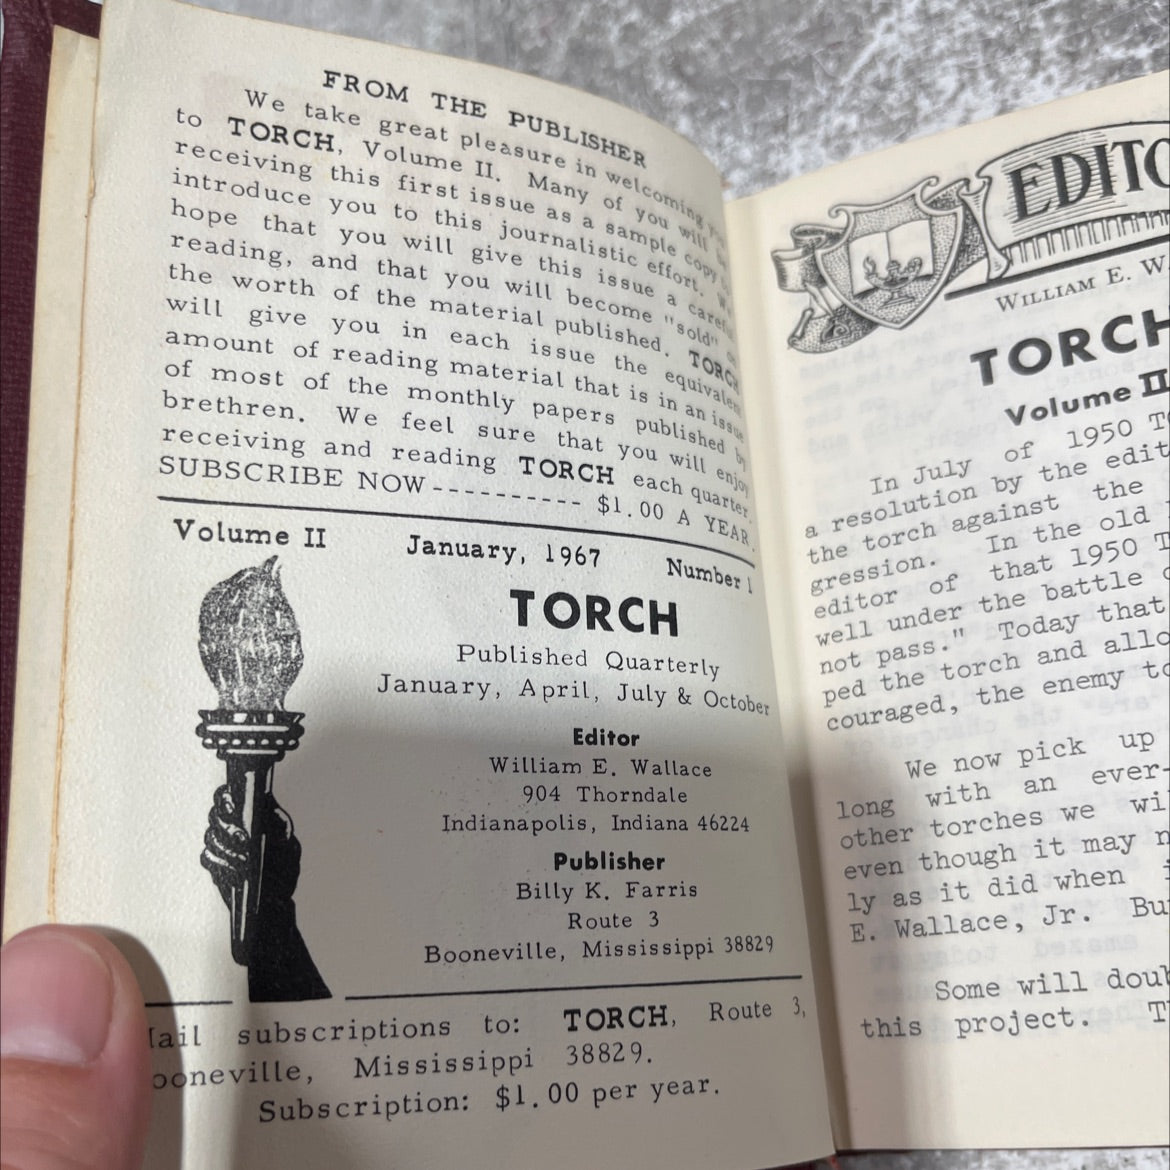 FROM THE PUBLISHER
We take great pleasure in welcoming
to TORCH, Volume II. Many of you will be
receiving this first issue as a sample copy to
introduce you to this journalistic effort. We
hope that you will give this issue a careful
reading, and that you will become "sold" on
the worth of the material published. TORCH
will give you in each issue the equivalent
amount of reading material that is in an issue
of most of the monthly papers published by
brethren. We feel sure that you will enjoy
receiving and reading TORCH each quarter.
SUBSCRIBE NOW ---------- $1.00 A YEAR.
Volume II January, 1967 Number 1
TORCH
Published Quarterly
January, April, July & October
Editor
William E. Wallace
904 Thorndale
Indianapolis, Indiana 46224
Publisher
Billy K. Farris
Route 3
Booneville, Mississippi 38829
ail subscriptions to: TORCH, Route 3,
ooneville, Mississippi 38829.
Subscription: $1.00 per year.
EDITO
WILLIAM E. W
TORCH
Volume II
In July of 1950 T
a resolution by the edit
the torch against the
gression. In the old
editor of that 1950 T
well under the battle
not pass." Today that
ped the torch and allo
couraged, the enemy to
We now pick up
long with an ever-
other torches we wi
even though it may n
ly as it did when i
E. Wallace, Jr. Bu
Some will doub
this project. T